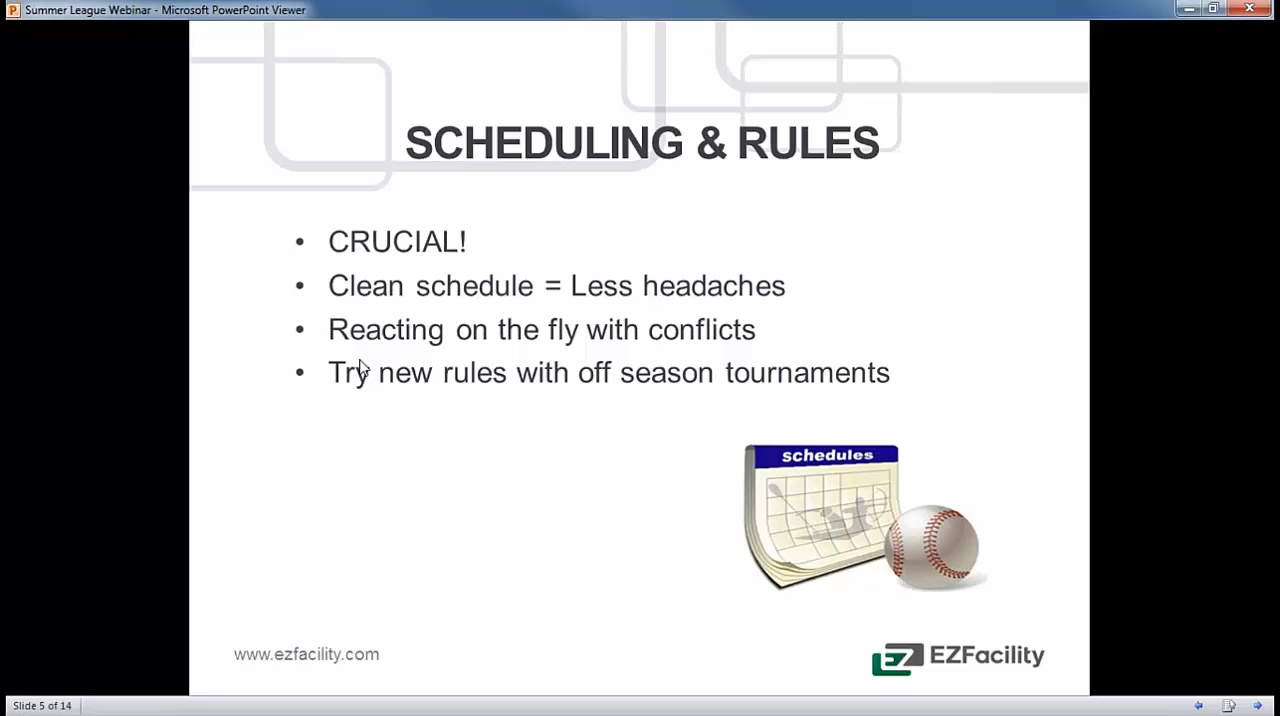 Summer League Webinar - Microsoft PowerPoint Viewer
SCHEDULING & RULES
• CRUCIAL!
• Clean schedule = Less headaches
• Reacting on the fly with conflicts
• Try new rules with off season tournaments
schedules
www.ezfacility.com
EZ EZFacility
Slide 5 of 14